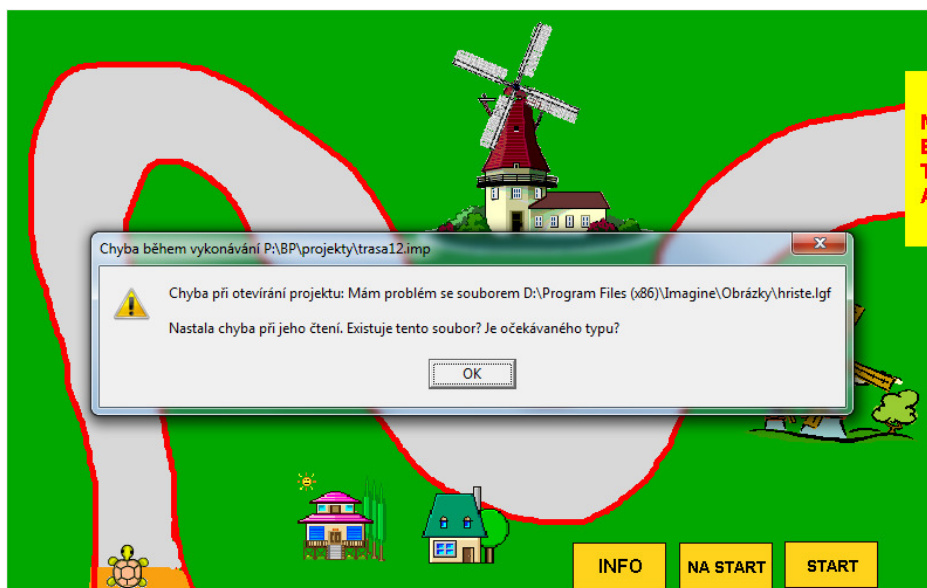 M
E
T
A
Chyba během vykonávání P:\BP\projekty\trasa12.imp
Chyba při otevírání projektu: Mám problém se souborem D:\Program Files (x86)\Imagine\Obrázky\hriste.lgf
Nastala chyba při jeho čtení. Existuje tento soubor? Je očekávaného typu?
OK
INFO
NA START
START